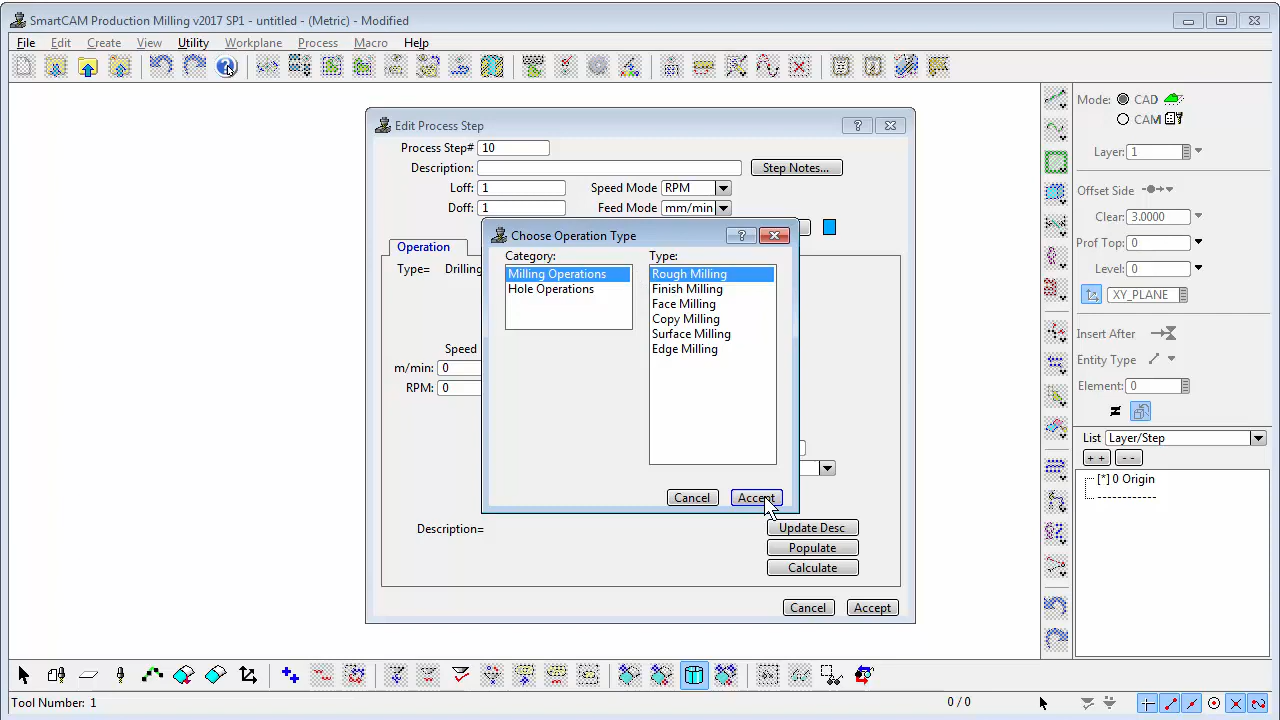 SmartCAM Production Milling v2017 SP1 - untitled - (Metric) - Modified
File Edit Create View Utility Workplane Process Macro Help
Mode: CAD
CAM
Layer: 1
Offset Side
Clear: 3.0000
Prof Top: 0
Level: 0
XY_PLANE
Insert After
Entity Type
Element: 0
List Layer/Step
++ --
[*] 0 Origin
------------
Edit Process Step
Process Step# 10
Description: Step Notes...
Loff: 1 Speed Mode RPM
Doff: 1 Feed Mode mm/min
Operation
Type= Drilling
Speed
m/min: 0
RPM: 0
Choose Operation Type
Category: Type:
Milling Operations Rough Milling
Hole Operations Finish Milling
Face Milling
Copy Milling
Surface Milling
Edge Milling
Cancel Accept
Description= Update Desc
Populate
Calculate
Cancel Accept
Tool Number: 1 0 / 0